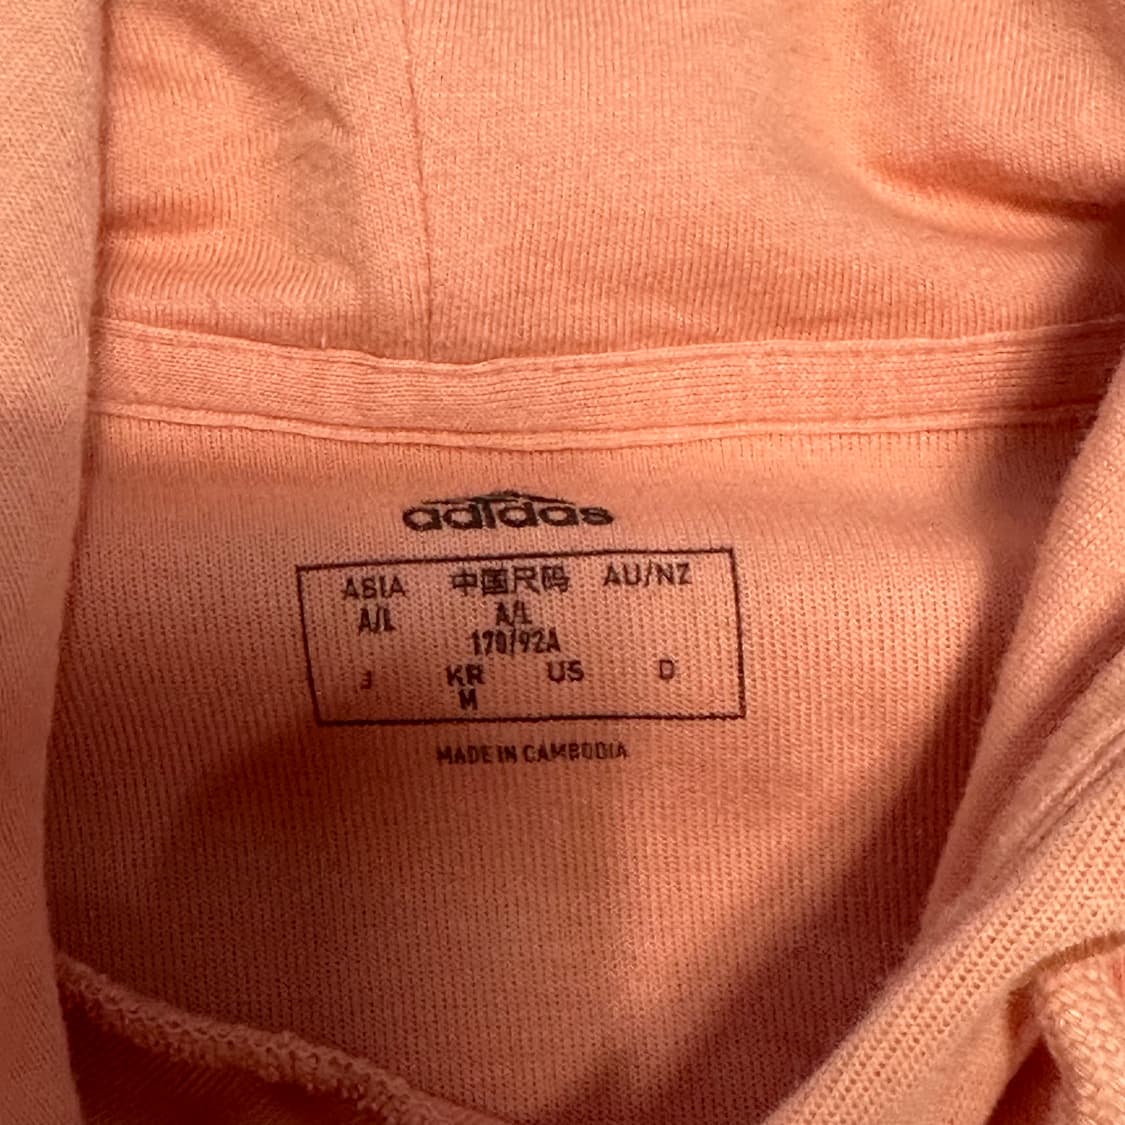 adidas
ASIA 中国尺码 AU/NZ
A/L A/L
170/92A
J KR US D
M
MADE IN CAMBODIA